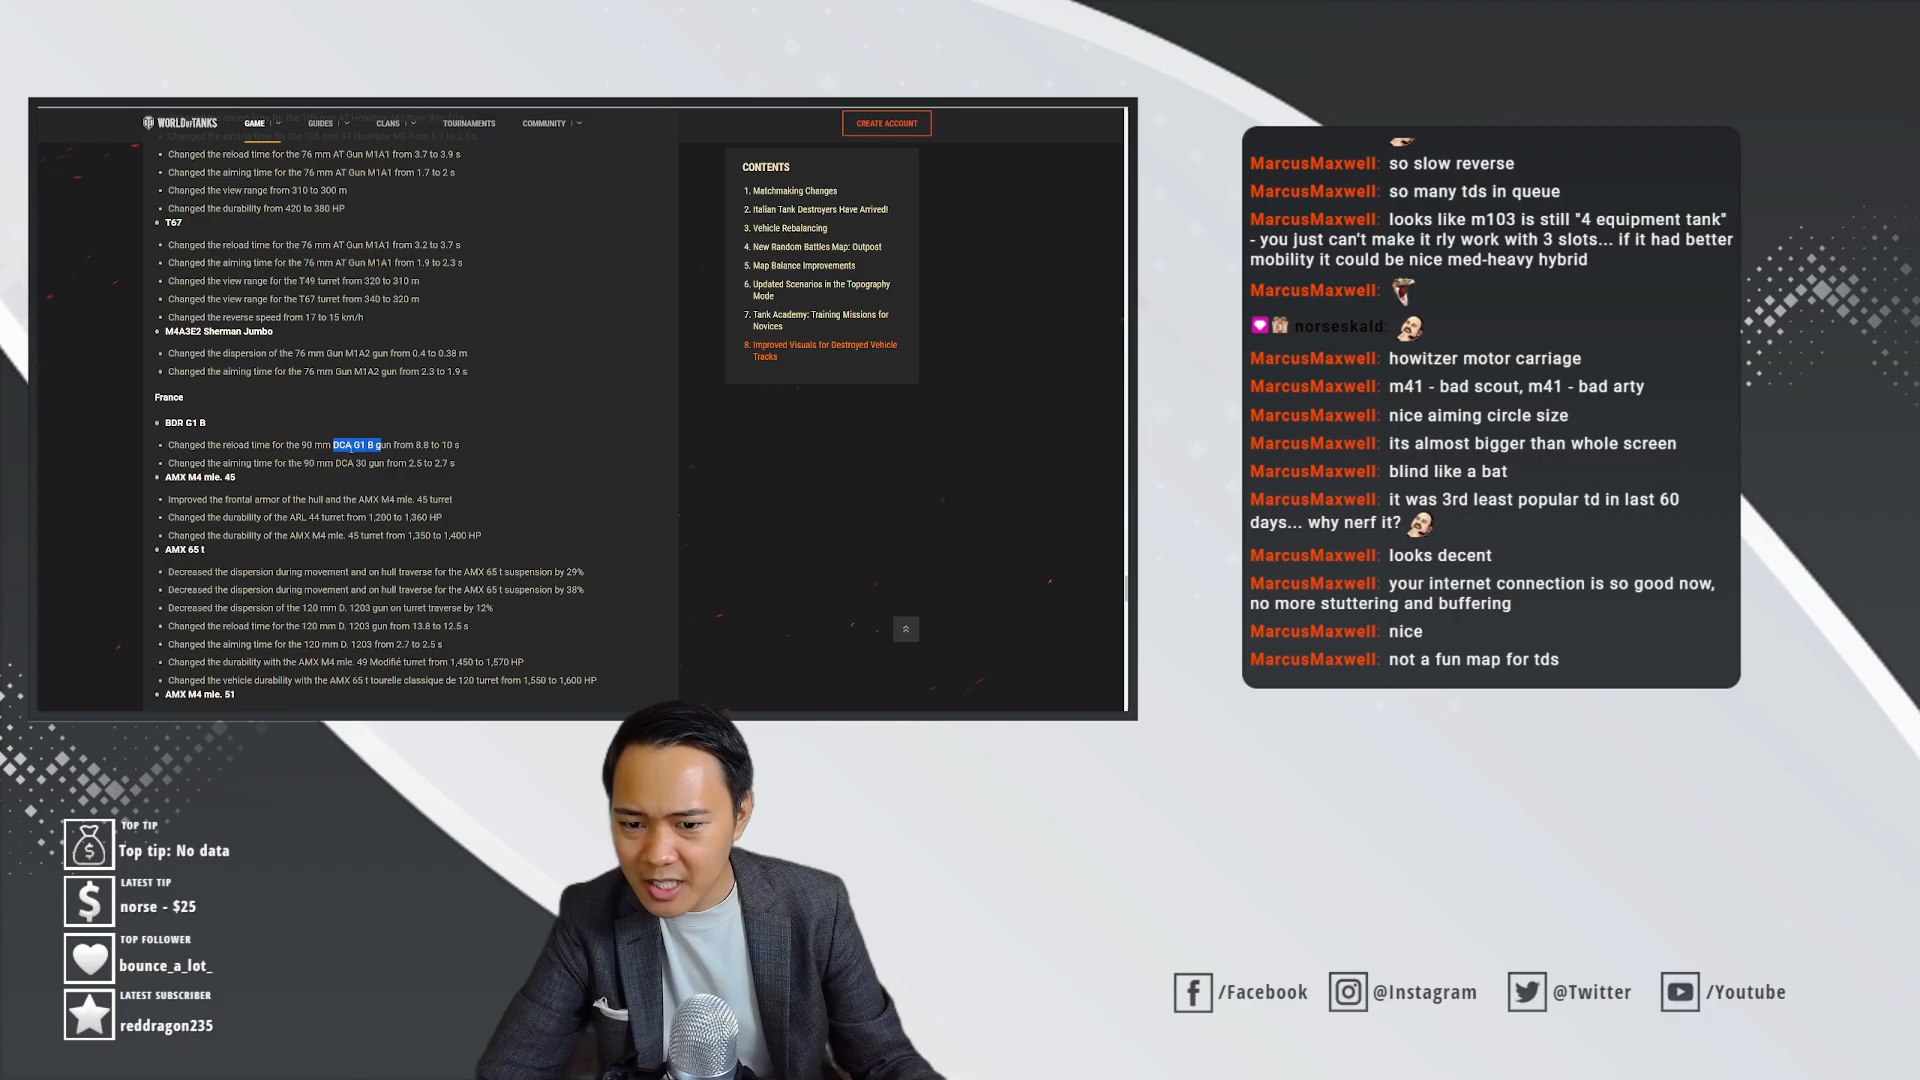 WORLD OF TANKS
GAME
GUIDES
CLANS
TOURNAMENTS
COMMUNITY
CREATE ACCOUNT
Changed the reload time for the 76 mm AT Gun M1A1 from 3.7 to 3.9 s
Changed the aiming time for the 76 mm AT Gun M1A1 from 1.7 to 2 s
Changed the view range from 310 to 300 m
Changed the durability from 420 to 380 HP
T67
Changed the reload time for the 76 mm AT Gun M1A1 from 3.2 to 3.7 s
Changed the aiming time for the 76 mm AT Gun M1A1 from 1.9 to 2.3 s
Changed the view range for the T49 turret from 320 to 310 m
Changed the view range for the T67 turret from 340 to 320 m
Changed the reverse speed from 17 to 15 km/h
M4A3E2 Sherman Jumbo
Changed the dispersion of the 76 mm Gun M1A2 gun from 0.4 to 0.38 m
Changed the aiming time for the 76 mm Gun M1A2 gun from 2.3 to 1.9 s
France
BDR G1 B
Changed the reload time for the 90 mm DCA G1 B gun from 8.8 to 10 s
Changed the aiming time for the 90 mm DCA 30 gun from 2.5 to 2.7 s
AMX M4 mle. 45
Improved the frontal armor of the hull and the AMX M4 mle. 45 turret
Changed the durability of the ARL 44 turret from 1,200 to 1,360 HP
Changed the durability of the AMX M4 mle. 45 turret from 1,350 to 1,400 HP
AMX 65 t
Decreased the dispersion during movement and on hull traverse for the AMX 65 t suspension by 29%
Decreased the dispersion during movement and on hull traverse for the AMX 65 t suspension by 38%
Decreased the dispersion of the 120 mm D. 1203 gun on turret traverse by 12%
Changed the reload time for the 120 mm D. 1203 gun from 13.8 to 12.5 s
Changed the aiming time for the 120 mm D. 1203 from 2.7 to 2.5 s
Changed the durability with the AMX M4 mle. 49 Modifié turret from 1,450 to 1,570 HP
Changed the vehicle durability with the AMX 65 t tourelle classique de 120 turret from 1,550 to 1,600 HP
AMX M4 mle. 51
CONTENTS
1. Matchmaking Changes
2. Italian Tank Destroyers Have Arrived!
3. Vehicle Rebalancing
4. New Random Battles Map: Outpost
5. Map Balance Improvements
6. Updated Scenarios in the Topography
Mode
7. Tank Academy: Training Missions for
Novices
8. Improved Visuals for Destroyed Vehicle
Tracks
MarcusMaxwell: so slow reverse
MarcusMaxwell: so many tds in queue
MarcusMaxwell: looks like m103 is still "4 equipment tank"
- you just can't make it rly work with 3 slots... if it had better
mobility it could be nice med-heavy hybrid
MarcusMaxwell:
norseskald:
MarcusMaxwell: howitzer motor carriage
MarcusMaxwell: m41 - bad scout, m41 - bad arty
MarcusMaxwell: nice aiming circle size
MarcusMaxwell: its almost bigger than whole screen
MarcusMaxwell: blind like a bat
MarcusMaxwell: it was 3rd least popular td in last 60
days... why nerf it?
MarcusMaxwell: looks decent
MarcusMaxwell: your internet connection is so good now,
no more stuttering and buffering
MarcusMaxwell: nice
MarcusMaxwell: not a fun map for tds
TOP TIP
Top tip: No data
LATEST TIP
norse - $25
TOP FOLLOWER
bounce_a_lot_
LATEST SUBSCRIBER
reddragon235
/Facebook
@Instagram
@Twitter
/Youtube